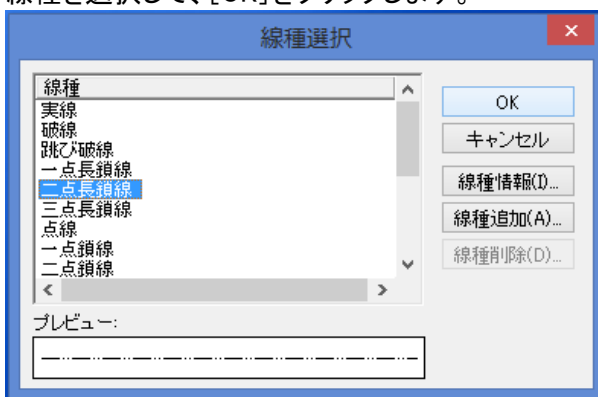 線種を選択して、[OK]をクリックします。
線種選択
線種
実線
破線
跳び破線
一点長鎖線
二点長鎖線
三点長鎖線
点線
一点鎖線
二点鎖線
OK
キャンセル
線種情報(I)...
線種追加(A)...
線種削除(D)...
プレビュー: